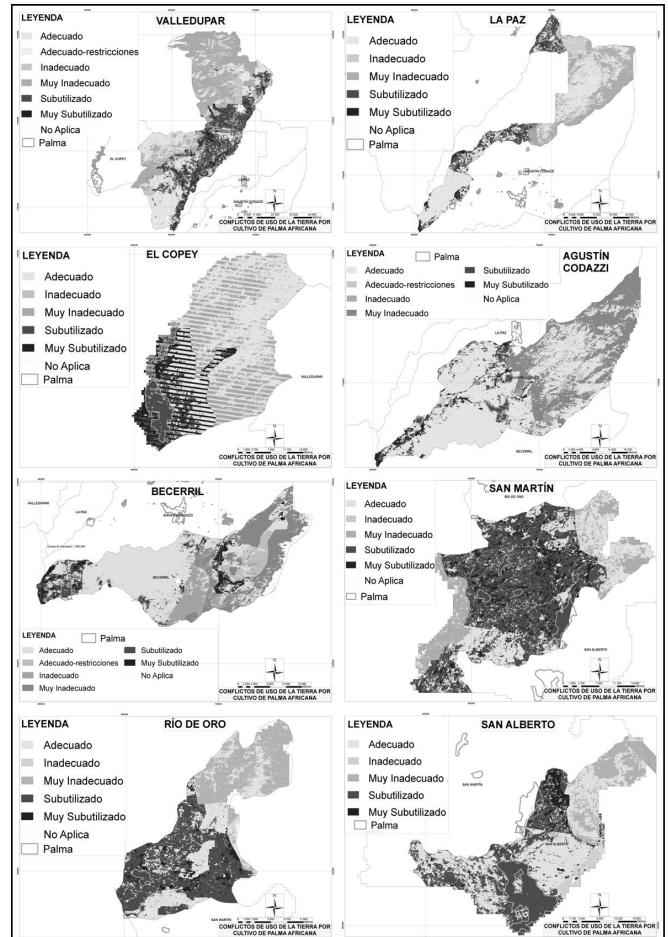 VALLEDUPAR
LEYENDA
Adecuado
Adecuado-restricciones
Inadecuado
Muy Inadecuado
Subutilizado
Muy Subutilizado
No Aplica
Palma
EL COPEY
LA PAZ
AGUSTÍN CODAZZI
N
CONFLICTOS DE USO DE LA TIERRA POR
CULTIVO DE PALMA AFRICANA
LA PAZ
LEYENDA
Adecuado
Inadecuado
Muy Inadecuado
Subutilizado
Muy Subutilizado
No Aplica
Palma
AGUSTÍN CODAZZI
N
CONFLICTOS DE USO DE LA TIERRA POR
CULTIVO DE PALMA AFRICANA
EL COPEY
LEYENDA
Adecuado
Inadecuado
Muy Inadecuado
Subutilizado
Muy Subutilizado
No Aplica
Palma
VALLEDUPAR
N
CONFLICTOS DE USO DE LA TIERRA POR
CULTIVO DE PALMA AFRICANA
AGUSTÍN
CODAZZI
LEYENDA
Palma
Adecuado
Adecuado-restricciones
Inadecuado
Muy Inadecuado
Subutilizado
Muy Subutilizado
No Aplica
LA PAZ
BECERRIL
N
CONFLICTOS DE USO DE LA TIERRA POR
CULTIVO DE PALMA AFRICANA
BECERRIL
VALLEDUPAR
LA PAZ
BECERRIL
LEYENDA
Palma
Adecuado
Adecuado-restricciones
Inadecuado
Muy Inadecuado
Subutilizado
Muy Subutilizado
No Aplica
N
CONFLICTOS DE USO DE LA TIERRA POR
CULTIVO DE PALMA AFRICANA
SAN MARTÍN
RÍO DE ORO
LEYENDA
Adecuado
Inadecuado
Muy Inadecuado
Subutilizado
Muy Subutilizado
No Aplica
Palma
SAN ALBERTO
N
CONFLICTOS DE USO DE LA TIERRA POR
CULTIVO DE PALMA AFRICANA
RÍO DE ORO
LEYENDA
Adecuado
Inadecuado
Muy Inadecuado
Subutilizado
Muy Subutilizado
No Aplica
Palma
SAN MARTÍN
N
CONFLICTOS DE USO DE LA TIERRA POR
CULTIVO DE PALMA AFRICANA
SAN ALBERTO
LEYENDA
Adecuado
Inadecuado
Muy Inadecuado
Subutilizado
Muy Subutilizado
Palma
SAN MARTÍN
SAN ALBERTO
N
CONFLICTOS DE USO DE LA TIERRA POR
CULTIVO DE PALMA AFRICANA